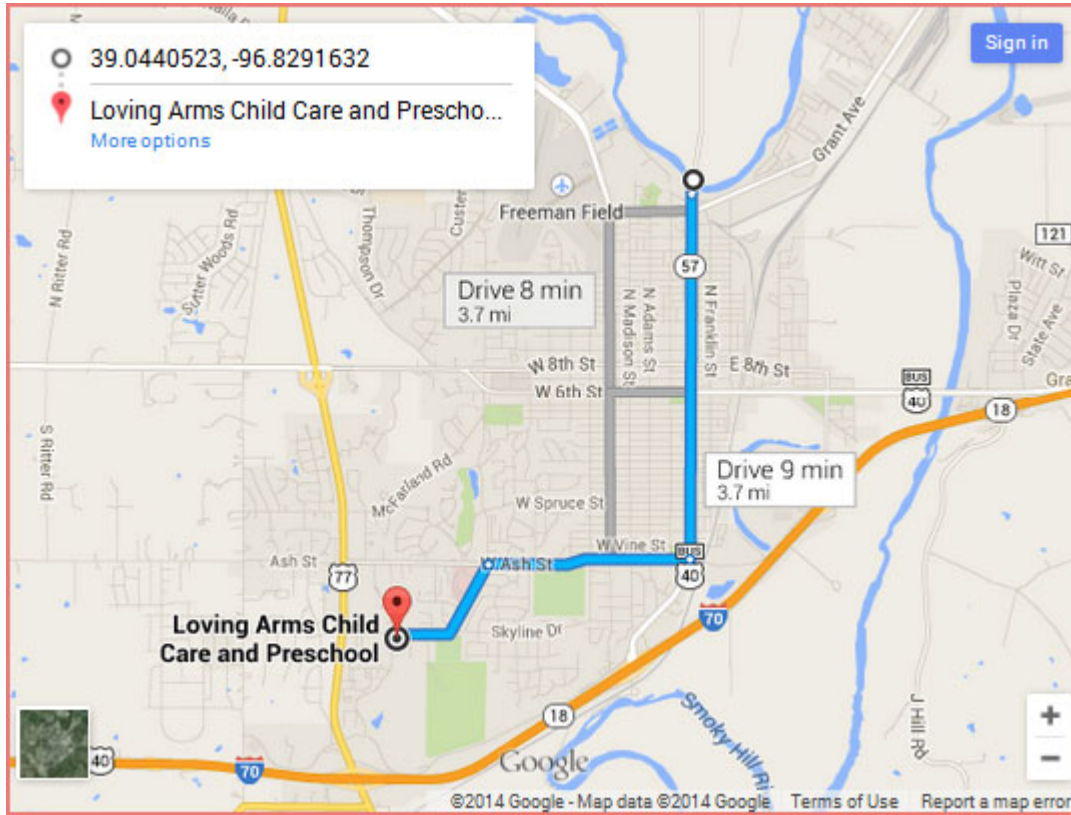 39.0440523, -96.8291632
Loving Arms Child Care and Prescho...
More options
Sign in
Grant Ave
Freeman Field
57
121
N Ritter Rd
Sutter Woods Rd
Thompson Dr
Custer
Witt St
Plaza Dr
State Ave
Drive 8 min
3.7 mi
N Madison St
N Adams St
N Franklin St
W 8th St
E 8th St
W 6th St
BUS
40
Gra
18
S Ritter Rd
McFarland Rd
Drive 9 min
3.7 mi
W Spruce St
W Vine St
Ash St
W Ash St
BUS
40
77
70
Loving Arms Child
Care and Preschool
Skyline Dr
18
Smoky Hill Ri
J Hill Rd
40
70
Google
+
−
©2014 Google - Map data ©2014 Google
Terms of Use
Report a map error